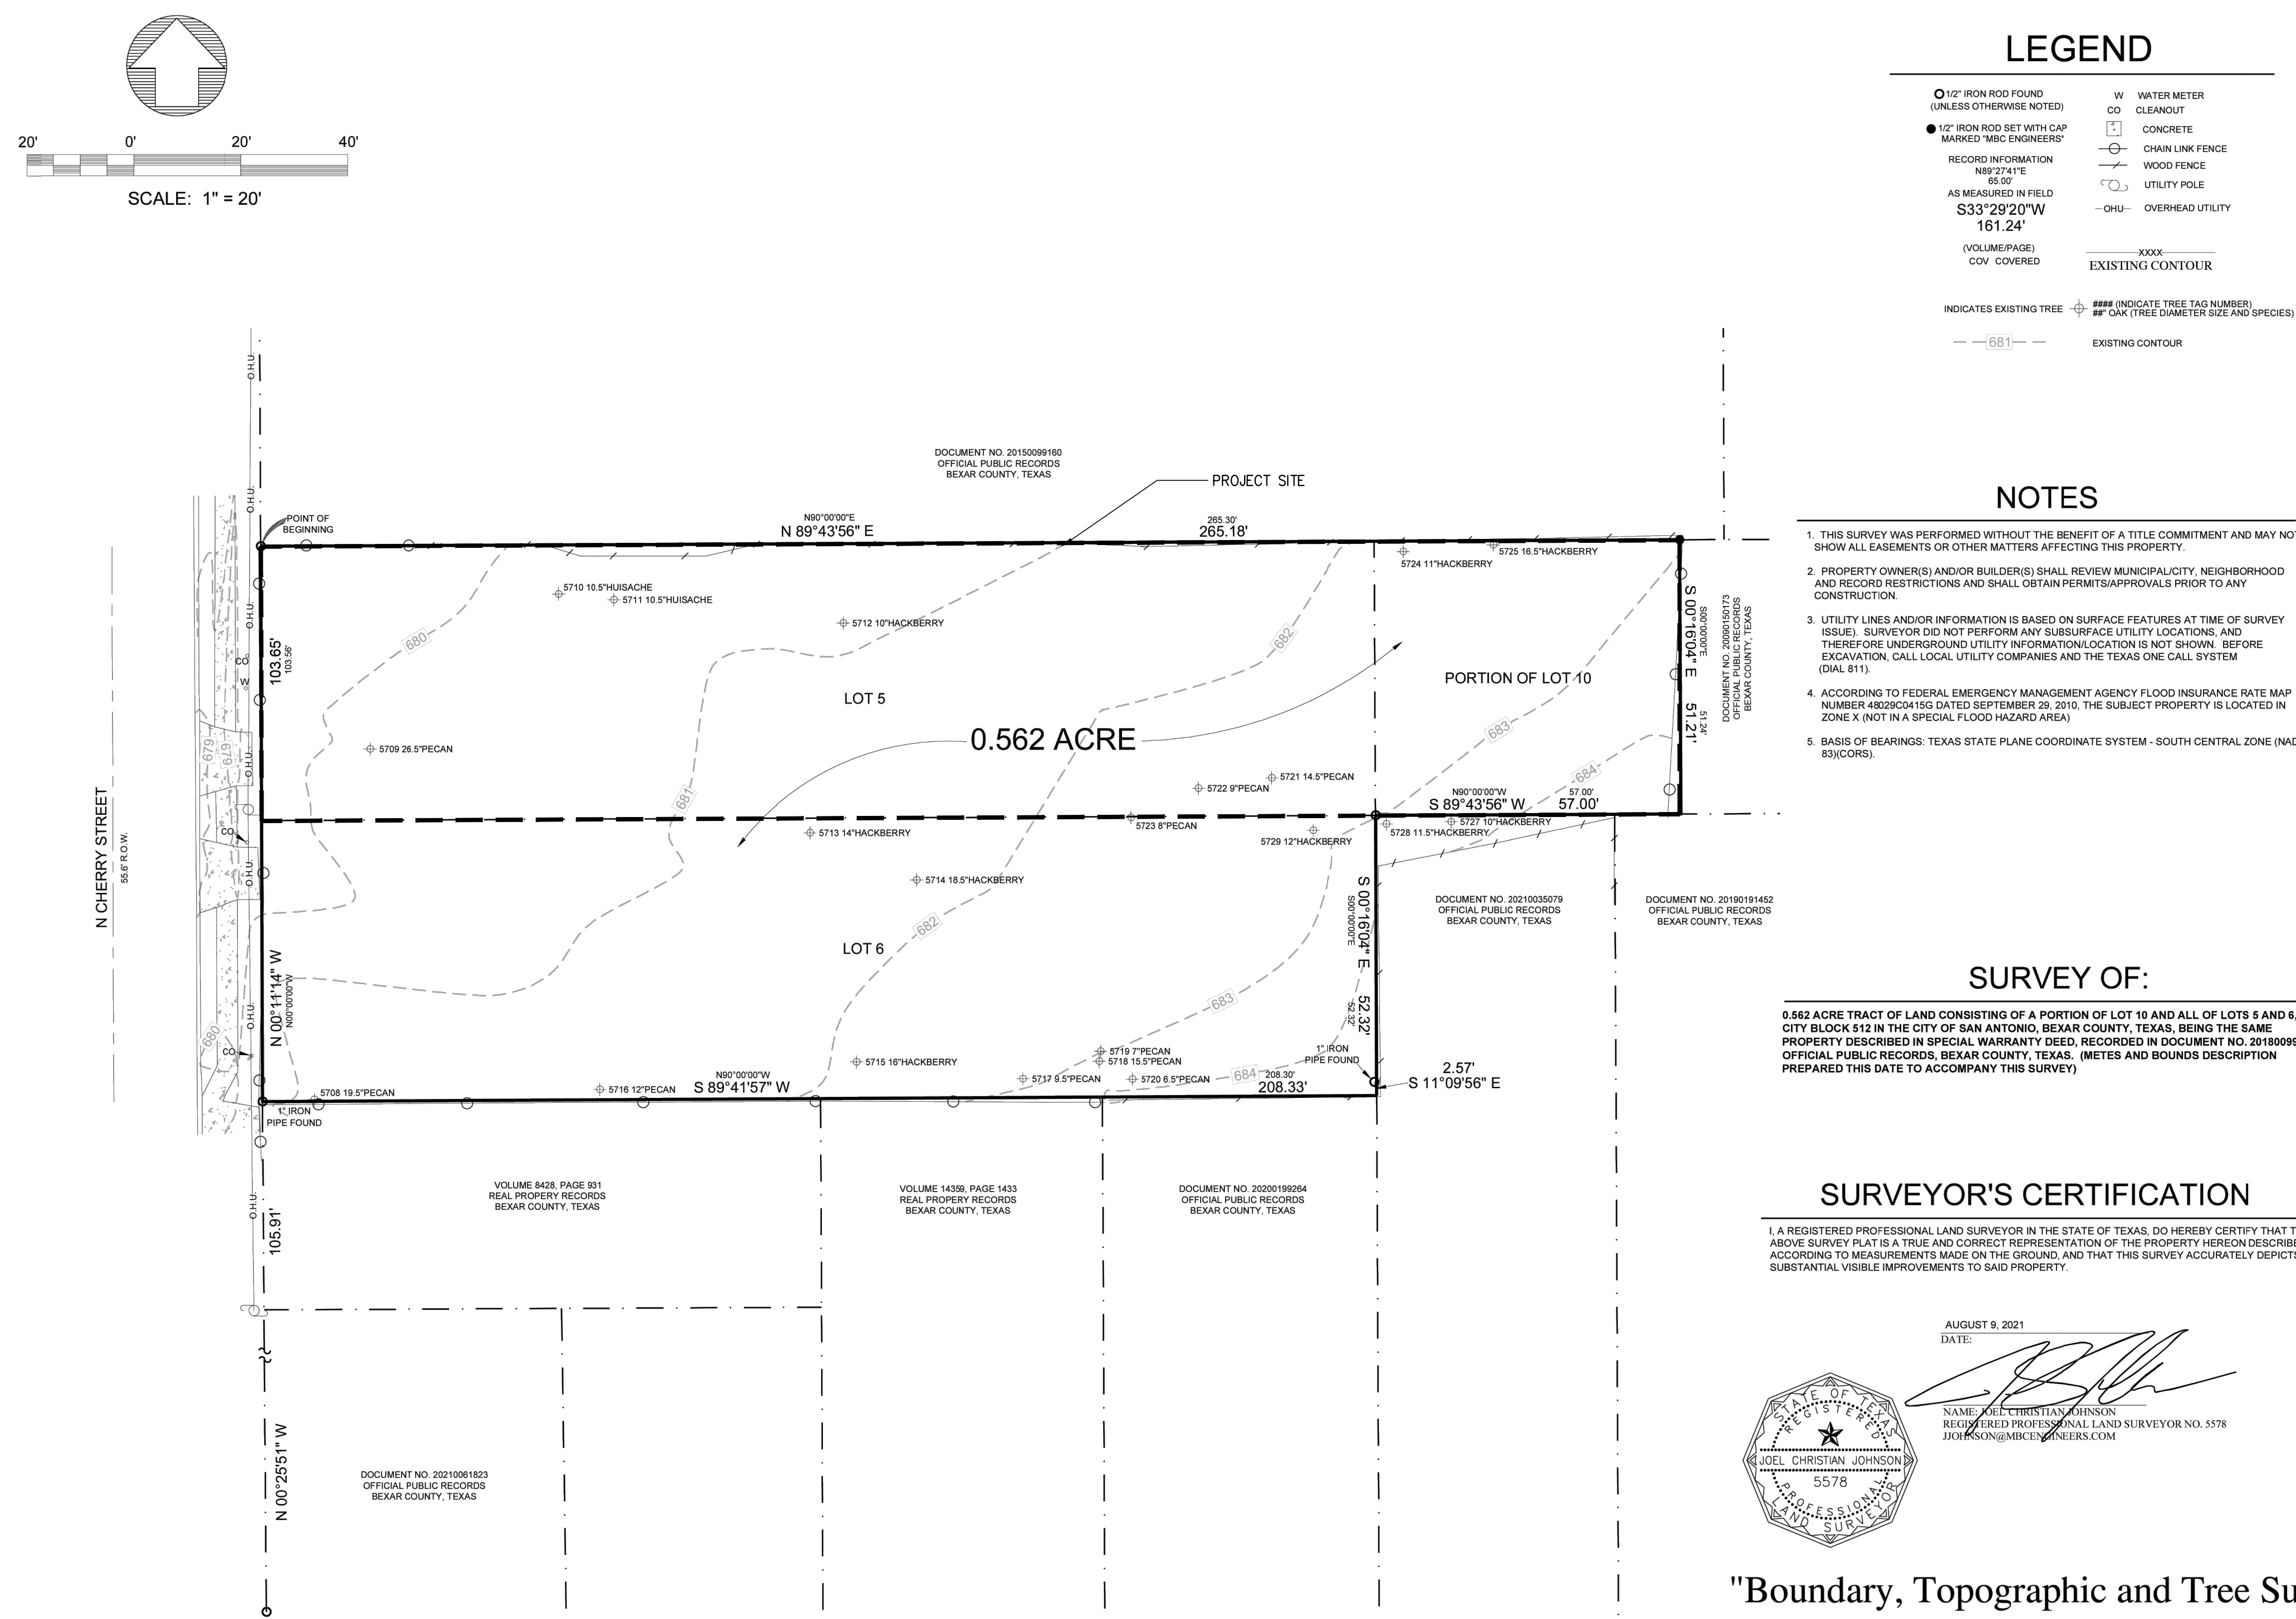 20' 0' 20' 40'
SCALE: 1" = 20'
LEGEND
1/2" IRON ROD FOUND
(UNLESS OTHERWISE NOTED)
1/2" IRON ROD SET WITH CAP
MARKED "MBC ENGINEERS"
RECORD INFORMATION
N89°27'41"E
65.00'
AS MEASURED IN FIELD
S33°29'20"W
161.24'
(VOLUME/PAGE)
COV COVERED
W WATER METER
CO CLEANOUT
CONCRETE
CHAIN LINK FENCE
WOOD FENCE
UTILITY POLE
OHU OVERHEAD UTILITY
XXXX
EXISTING CONTOUR
INDICATES EXISTING TREE
#### (INDICATE TREE TAG NUMBER)
##" OAK (TREE DIAMETER SIZE AND SPECIES)
681 EXISTING CONTOUR
DOCUMENT NO. 20150099160
OFFICIAL PUBLIC RECORDS
BEXAR COUNTY, TEXAS
PROJECT SITE
POINT OF
BEGINNING
N90°00'00"E
N 89°43'56" E
265.30'
265.18'
5710 10.5"HUISACHE
5711 10.5"HUISACHE
5712 10"HACKBERRY
5724 11"HACKBERRY
5725 16.5"HACKBERRY
680
682
O.H.U.
O.H.U.
O.H.U.
O.H.U.
O.H.U.
O.H.U.
O.H.U.
103.65'
103.56'
CO
W
LOT 5
PORTION OF LOT 10
0.562 ACRE
5709 26.5"PECAN
679
679
681
683
684
5721 14.5"PECAN
5722 9"PECAN
5723 8"PECAN
S 00°16'04" E 51.21'
S00°00'00"E 51.24'
DOCUMENT NO. 20090150173
OFFICIAL PUBLIC RECORDS
BEXAR COUNTY, TEXAS
N90°00'00"W 57.00'
S 89°43'56" W 57.00'
5713 14"HACKBERRY
5729 12"HACKBERRY
5728 11.5"HACKBERRY
5727 10"HACKBERRY
CO
N CHERRY STREET
55.6' R.O.W.
5714 18.5"HACKBERRY
682
LOT 6
S 00°16'04" E 52.32'
S00°00'00"E 52.32'
DOCUMENT NO. 20210035079
OFFICIAL PUBLIC RECORDS
BEXAR COUNTY, TEXAS
DOCUMENT NO. 20190191452
OFFICIAL PUBLIC RECORDS
BEXAR COUNTY, TEXAS
N 00°11'14" W
N00°00'00"W
683
680
CO
5715 16"HACKBERRY
5719 7"PECAN
5718 15.5"PECAN
5717 9.5"PECAN
5720 6.5"PECAN
684
5708 19.5"PECAN
5716 12"PECAN
N90°00'00"W
S 89°41'57" W
208.30'
208.33'
1" IRON
PIPE FOUND
2.57'
S 11°09'56" E
1" IRON
PIPE FOUND
VOLUME 8428, PAGE 931
REAL PROPERY RECORDS
BEXAR COUNTY, TEXAS
VOLUME 14359, PAGE 1433
REAL PROPERY RECORDS
BEXAR COUNTY, TEXAS
DOCUMENT NO. 20200199264
OFFICIAL PUBLIC RECORDS
BEXAR COUNTY, TEXAS
105.91'
N 00°25'51" W
DOCUMENT NO. 20210061823
OFFICIAL PUBLIC RECORDS
BEXAR COUNTY, TEXAS
NOTES
1. THIS SURVEY WAS PERFORMED WITHOUT THE BENEFIT OF A TITLE COMMITMENT AND MAY NOT
SHOW ALL EASEMENTS OR OTHER MATTERS AFFECTING THIS PROPERTY.
2. PROPERTY OWNER(S) AND/OR BUILDER(S) SHALL REVIEW MUNICIPAL/CITY, NEIGHBORHOOD
AND RECORD RESTRICTIONS AND SHALL OBTAIN PERMITS/APPROVALS PRIOR TO ANY
CONSTRUCTION.
3. UTILITY LINES AND/OR INFORMATION IS BASED ON SURFACE FEATURES AT TIME OF SURVEY
ISSUE). SURVEYOR DID NOT PERFORM ANY SUBSURFACE UTILITY LOCATIONS, AND
THEREFORE UNDERGROUND UTILITY INFORMATION/LOCATION IS NOT SHOWN. BEFORE
EXCAVATION, CALL LOCAL UTILITY COMPANIES AND THE TEXAS ONE CALL SYSTEM
(DIAL 811).
4. ACCORDING TO FEDERAL EMERGENCY MANAGEMENT AGENCY FLOOD INSURANCE RATE MAP
NUMBER 48029C0415G DATED SEPTEMBER 29, 2010, THE SUBJECT PROPERTY IS LOCATED IN
ZONE X (NOT IN A SPECIAL FLOOD HAZARD AREA)
5. BASIS OF BEARINGS: TEXAS STATE PLANE COORDINATE SYSTEM - SOUTH CENTRAL ZONE (NAD
83)(CORS).
SURVEY OF:
0.562 ACRE TRACT OF LAND CONSISTING OF A PORTION OF LOT 10 AND ALL OF LOTS 5 AND 6,
CITY BLOCK 512 IN THE CITY OF SAN ANTONIO, BEXAR COUNTY, TEXAS, BEING THE SAME
PROPERTY DESCRIBED IN SPECIAL WARRANTY DEED, RECORDED IN DOCUMENT NO. 20180099
OFFICIAL PUBLIC RECORDS, BEXAR COUNTY, TEXAS. (METES AND BOUNDS DESCRIPTION
PREPARED THIS DATE TO ACCOMPANY THIS SURVEY)
SURVEYOR'S CERTIFICATION
I, A REGISTERED PROFESSIONAL LAND SURVEYOR IN THE STATE OF TEXAS, DO HEREBY CERTIFY THAT T
ABOVE SURVEY PLAT IS A TRUE AND CORRECT REPRESENTATION OF THE PROPERTY HEREON DESCRIBE
ACCORDING TO MEASUREMENTS MADE ON THE GROUND, AND THAT THIS SURVEY ACCURATELY DEPICTS
SUBSTANTIAL VISIBLE IMPROVEMENTS TO SAID PROPERTY.
AUGUST 9, 2021
DATE:
NAME: JOEL CHRISTIAN JOHNSON
REGISTERED PROFESSIONAL LAND SURVEYOR NO. 5578
JJOHNSON@MBCENGINEERS.COM
STATE OF TEXAS
REGISTERED
JOEL CHRISTIAN JOHNSON
5578
PROFESSIONAL
LAND SURVEYOR
"Boundary, Topographic and Tree Su